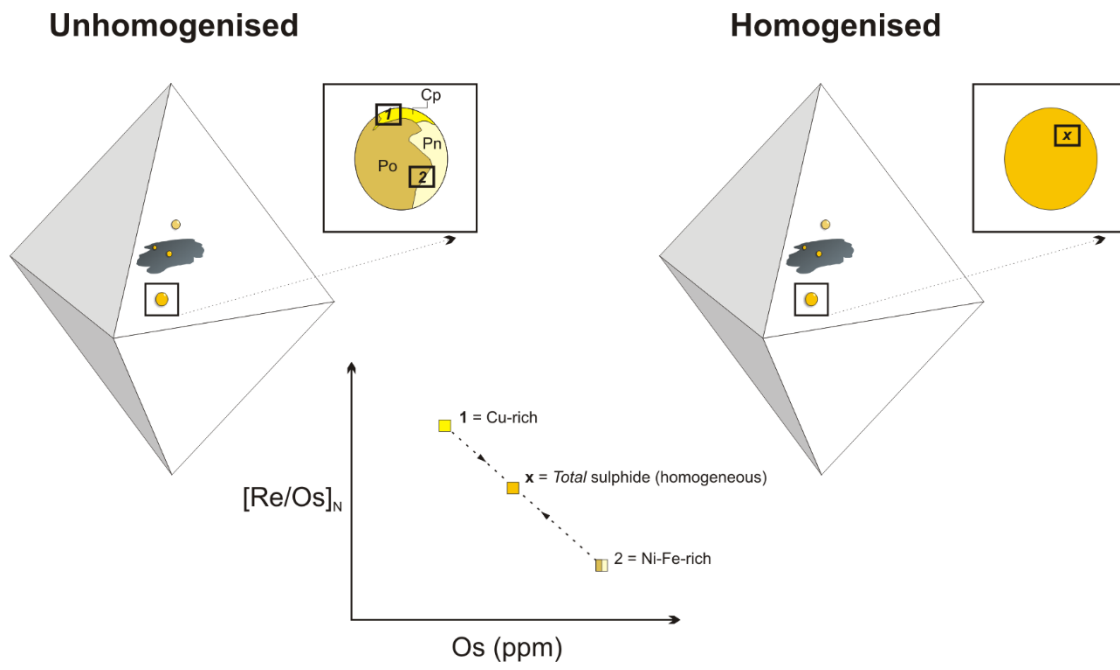 Unhomogenised
Homogenised
Cp
1
Pn
Po
2
x
1 = Cu-rich
x = Total sulphide (homogeneous)
[Re/Os]N
2 = Ni-Fe-rich
Os (ppm)